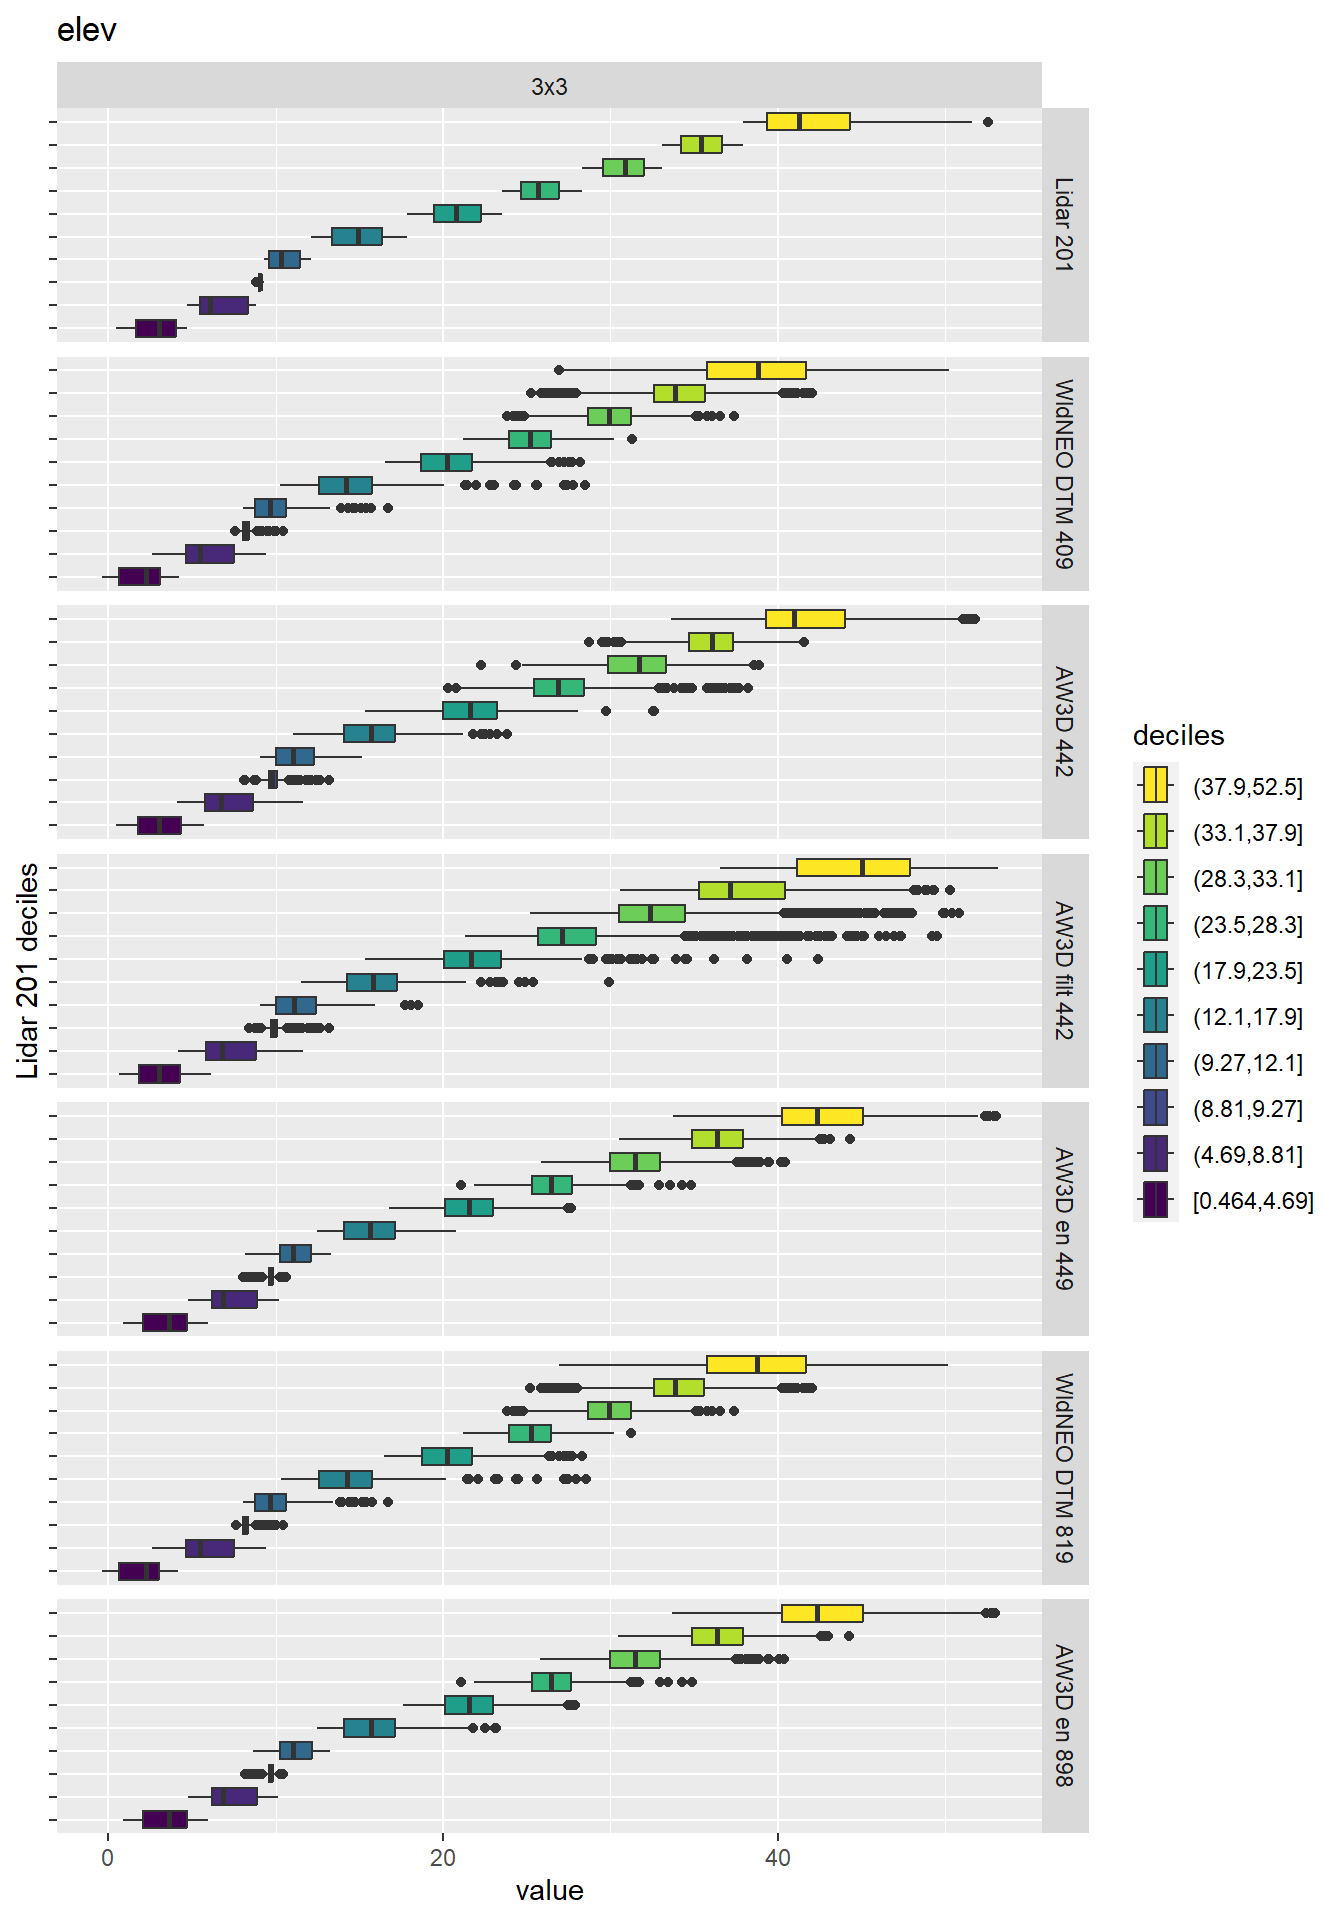 elev
3x3
Lidar 201
WldNEO DTM 409
AW3D 442
AW3D filt 442
AW3D en 449
WldNEO DTM 819
AW3D en 898
Lidar 201 deciles
0
20
40
value
deciles
(37.9,52.5]
(33.1,37.9]
(28.3,33.1]
(23.5,28.3]
(17.9,23.5]
(12.1,17.9]
(9.27,12.1]
(8.81,9.27]
(4.69,8.81]
[0.464,4.69]